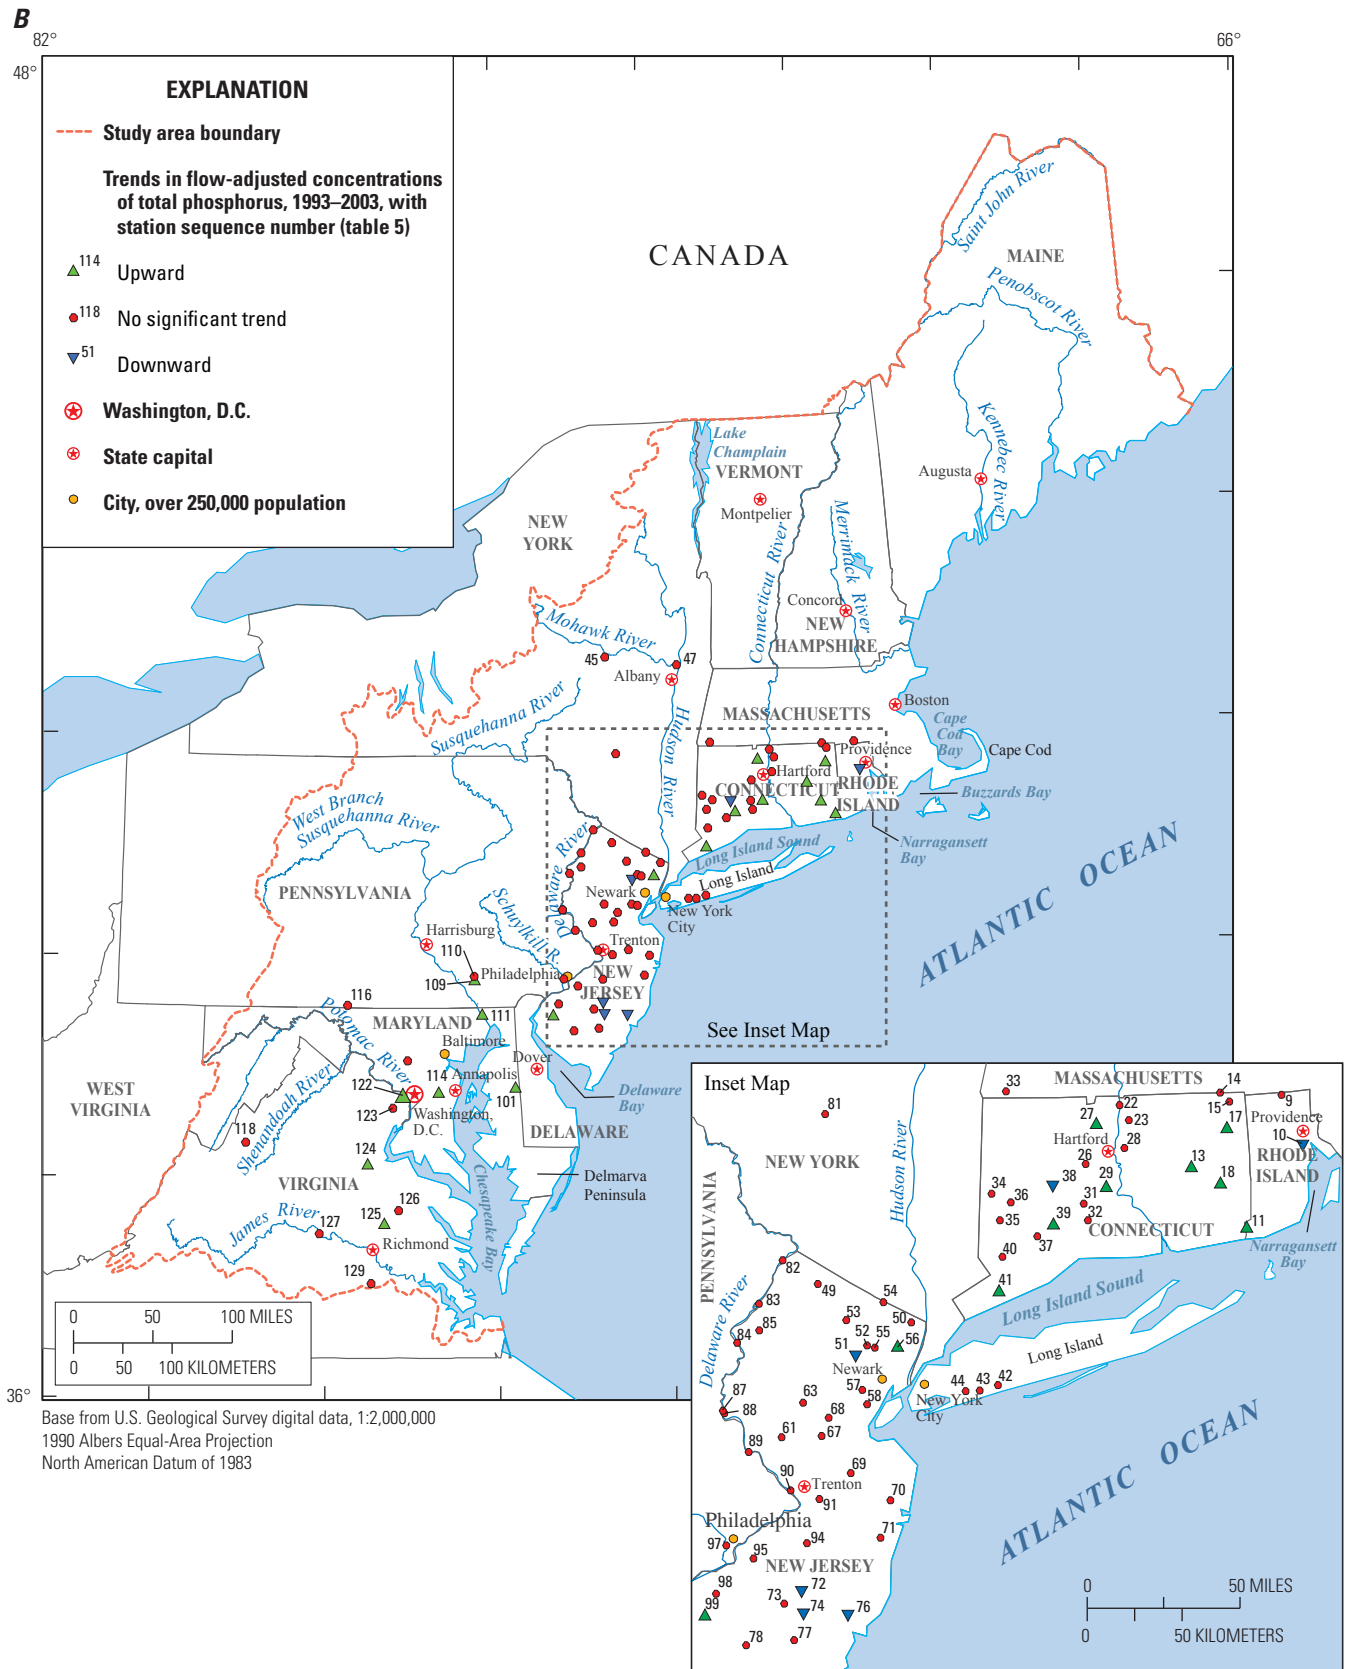 B
82°
66°
48°
EXPLANATION
Study area boundary
Trends in flow-adjusted concentrations
of total phosphorus, 1993–2003, with
station sequence number (table 5)
114
Upward
118
No significant trend
51
Downward
Washington, D.C.
State capital
City, over 250,000 population
CANADA
Saint John River
MAINE
Penobscot River
Kennebec River
Augusta
Lake
Champlain
VERMONT
Montpelier
NEW
YORK
Connecticut River
Merrimack River
Concord
NEW
HAMPSHIRE
Mohawk River
45
47
Albany
Boston
MASSACHUSETTS
Cape
Cod
Bay
Cape Cod
Susquehanna River
Hudson River
Providence
Hartford
CONNECTICUT
RHODE
ISLAND
Buzzards Bay
Narragansett
Bay
West Branch
Susquehanna River
Long Island Sound
Long Island
PENNSYLVANIA
Delaware River
Newark
New York
City
Schuylkill R.
Harrisburg
110
Trenton
109
Philadelphia
NEW
JERSEY
ATLANTIC OCEAN
116
Potomac River
MARYLAND
111
See Inset Map
Baltimore
Dover
WEST
VIRGINIA
Shenandoah River
122
114
Annapolis
101
Delaware
Bay
123
Washington,
D.C.
DELAWARE
118
124
Delmarva
Peninsula
VIRGINIA
Chesapeake Bay
126
125
James River
127
Richmond
129
0 50 100 MILES
0 50 100 KILOMETERS
36°
Base from U.S. Geological Survey digital data, 1:2,000,000
1990 Albers Equal-Area Projection
North American Datum of 1983
Inset Map
81
33
MASSACHUSETTS
14
9
15
22
27
23
17
Providence
Hartford
28
10
NEW YORK
Hudson River
26
RHODE
ISLAND
13
38
29
18
34
36
31
35
39
32
CONNECTICUT
11
37
Narragansett
Bay
40
PENNSYLVANIA
82
41
49
Long Island Sound
54
Delaware River
83
53
50
85
52
55
56
84
51
Long Island
Newark
57
44
43
42
87
63
58
New York
City
88
68
61
67
89
69
90
Trenton
70
91
ATLANTIC OCEAN
Philadelphia
71
97
94
95
NEW JERSEY
98
72
73
99
74
76
78
77
0 50 MILES
0 50 KILOMETERS